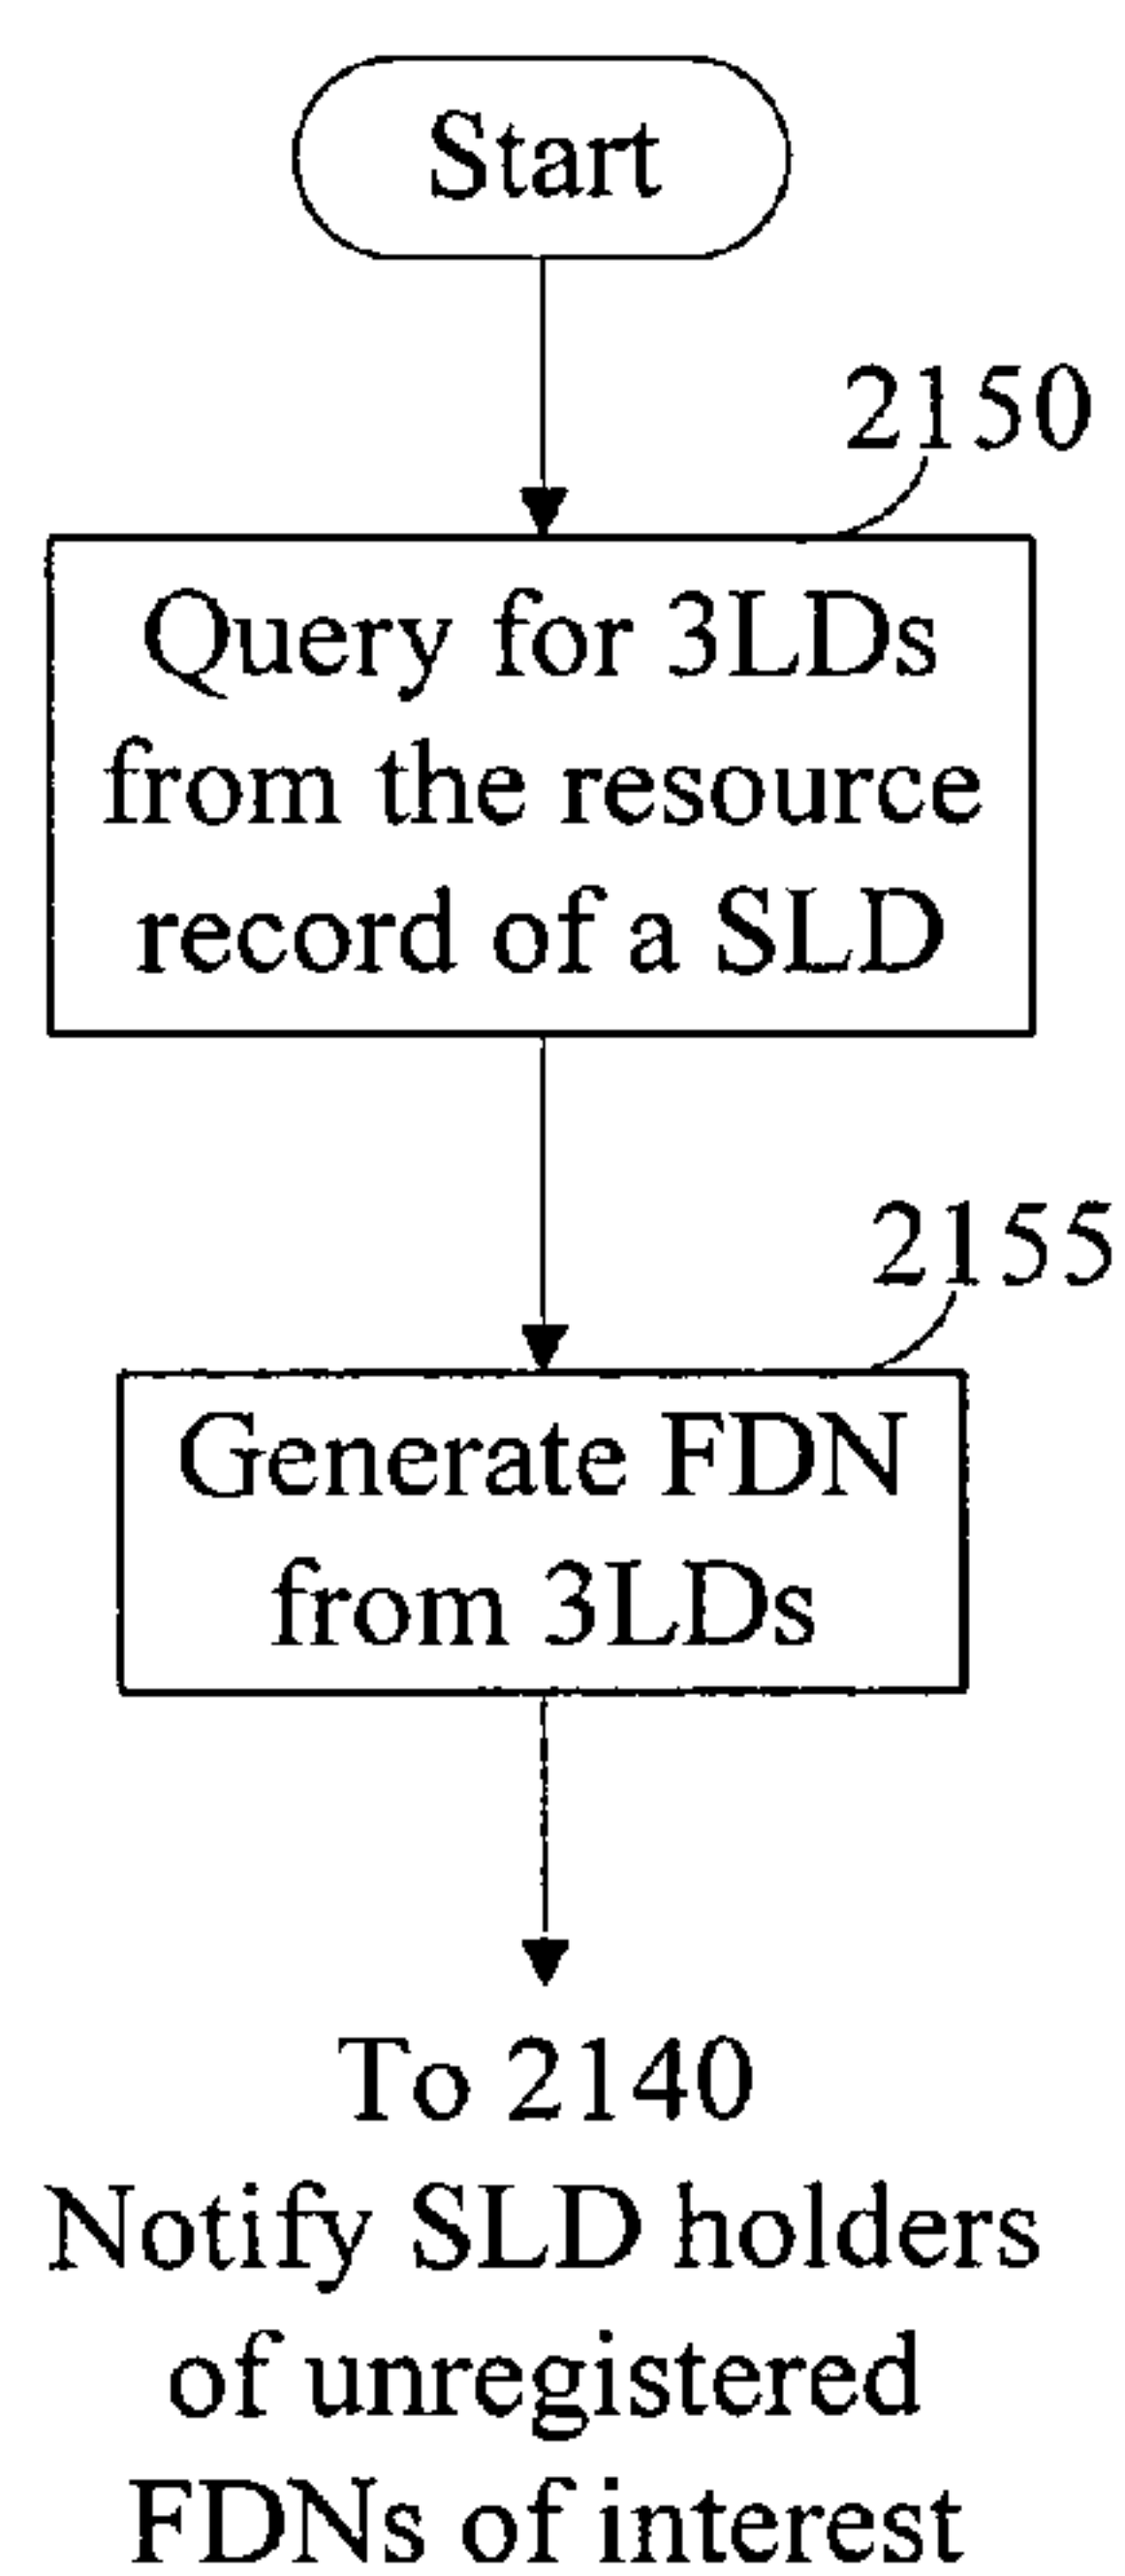 Start
2150
Query for 3LDs
from the resource
record of a SLD
2155
Generate FDN
from 3LDs
To 2140
Notify SLD holders
of unregistered
FDNs of interest